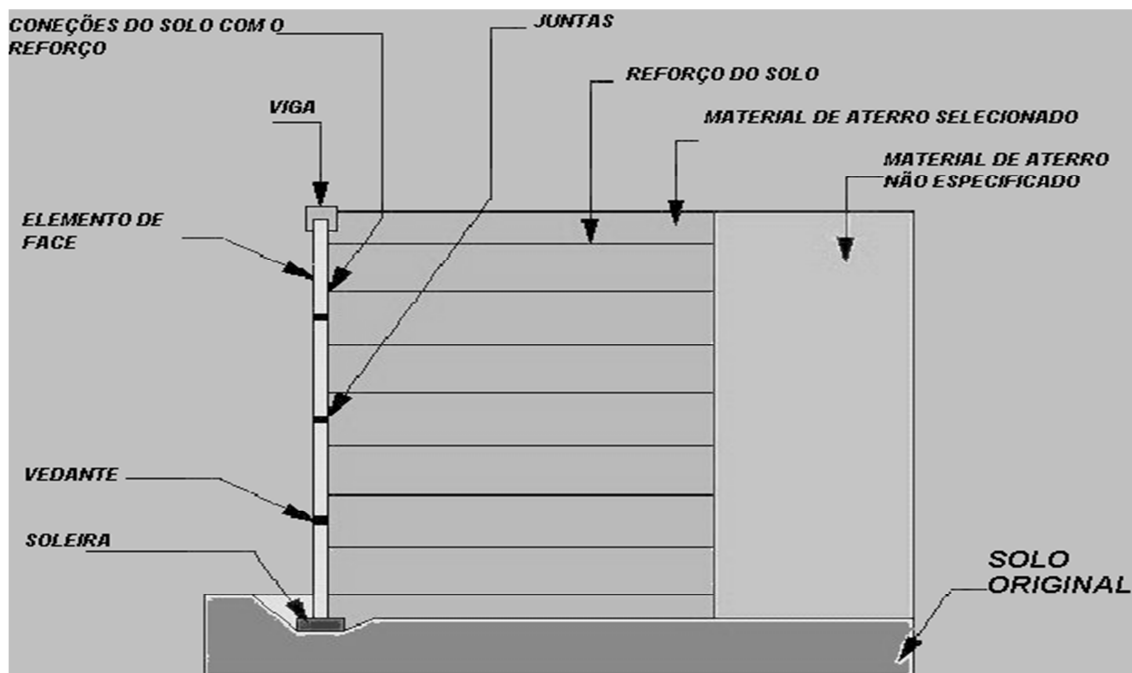 CONEÇÕES DO SOLO COM O
REFORÇO
JUNTAS
REFORÇO DO SOLO
VIGA
MATERIAL DE ATERRO SELECIONADO
MATERIAL DE ATERRO
NÃO ESPECIFICADO
ELEMENTO DE
FACE
VEDANTE
SOLEIRA
SOLO
ORIGINAL